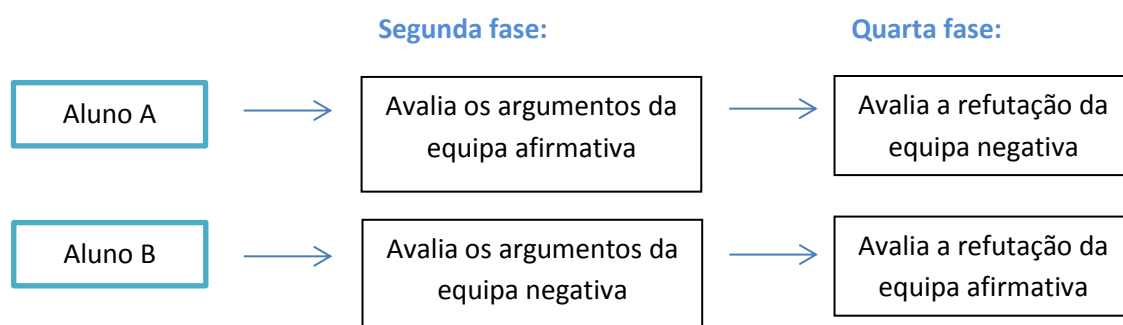 Segunda fase:
Quarta fase:
Aluno A
Avalia os argumentos da
equipa afirmativa
Avalia a refutação da
equipa negativa
Aluno B
Avalia os argumentos da
equipa negativa
Avalia a refutação da
equipa afirmativa